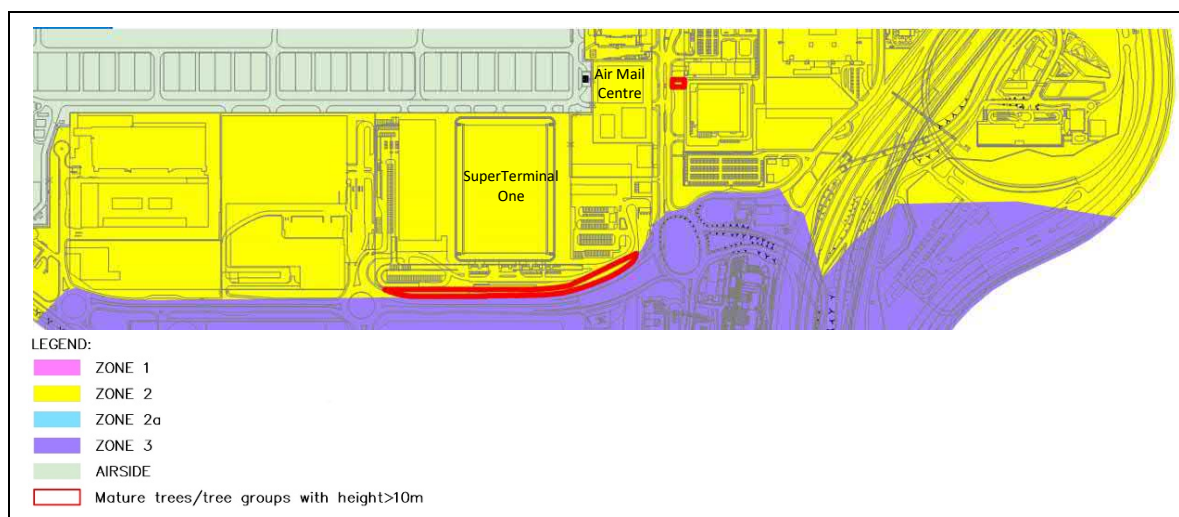 Air Mail
Centre
SuperTerminal
One
LEGEND:
ZONE 1
ZONE 2
ZONE 2a
ZONE 3
AIRSIDE
Mature trees/tree groups with height>10m